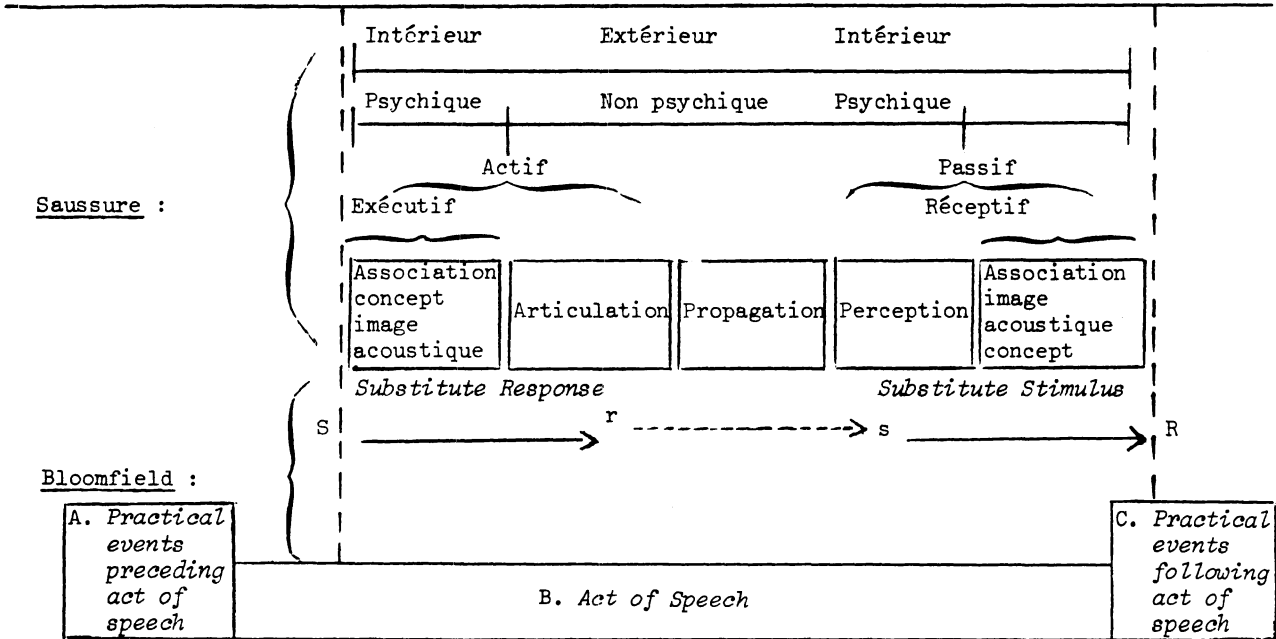 Intérieur Extérieur Intérieur
Psychique Non psychique Psychique
Actif Passif
Saussure :
Exécutif Réceptif
Association
concept
image
acoustique
Articulation
Propagation
Perception
Association
image
acoustique
concept
Substitute Response Substitute Stimulus
S r s R
Bloomfield :
A. Practical
events
preceding
act of
speech
B. Act of Speech
C. Practical
events
following
act of
speech